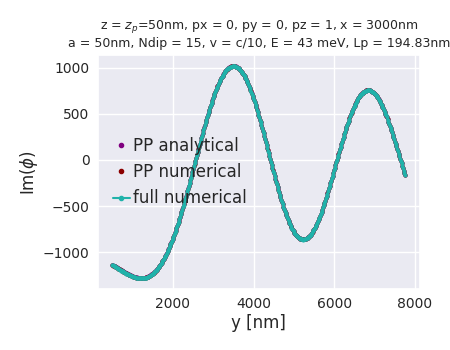 z = z_p=50nm, px = 0, py = 0, pz = 1, x = 3000nm
a = 50nm, Ndip = 15, v = c/10, E = 43 meV, Lp = 194.83nm
1000
500
0
−500
−1000
Im(ϕ)
PP analytical
PP numerical
full numerical
2000 4000 6000 8000
y [nm]